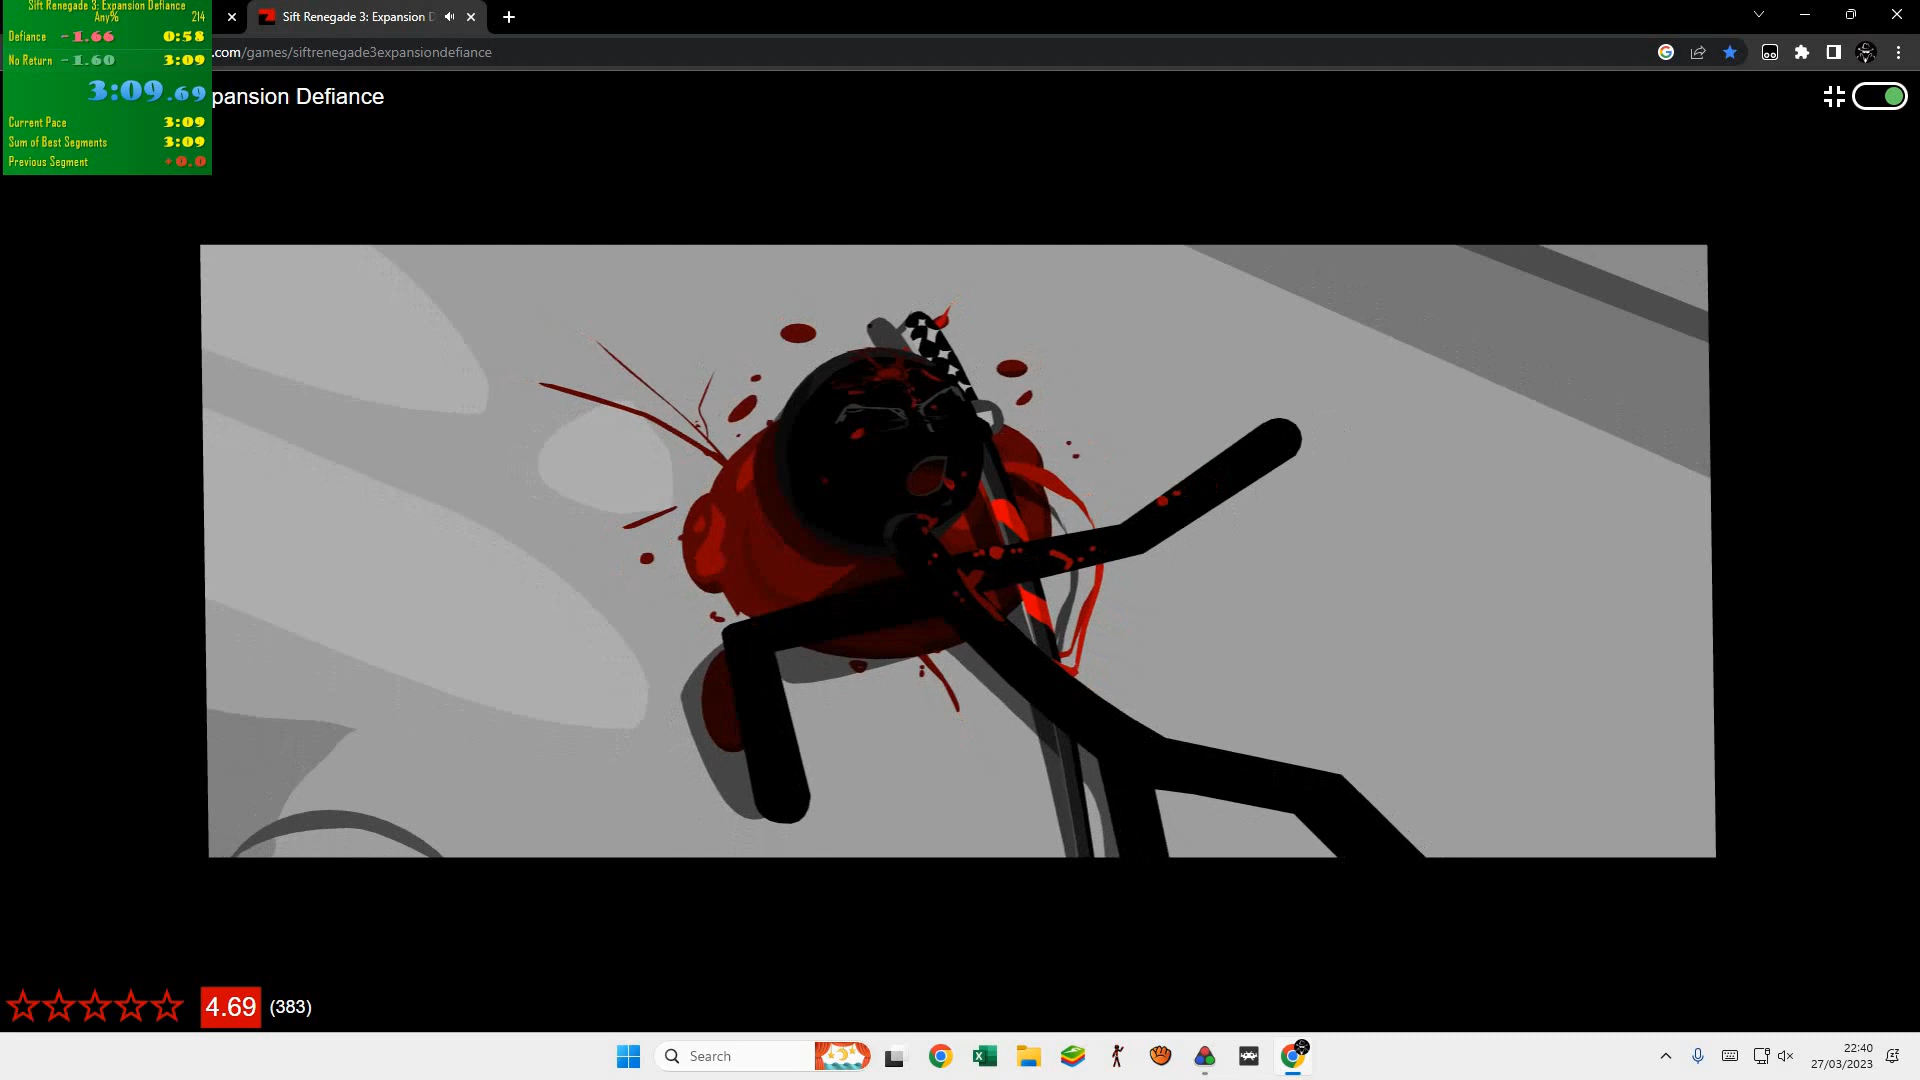 Sift Renegade 3: Expansion Defiance
Any% 214
Defiance -1.66 0:58
No Return -1.60 3:09
3:09.69
Current Pace 3:09
Sum of Best Segments 3:09
Previous Segment +0.0
Sift Renegade 3: Expansion D
.com/games/siftrenegade3expansiondefiance
pansion Defiance
4.69 (383)
Search
22:40
27/03/2023